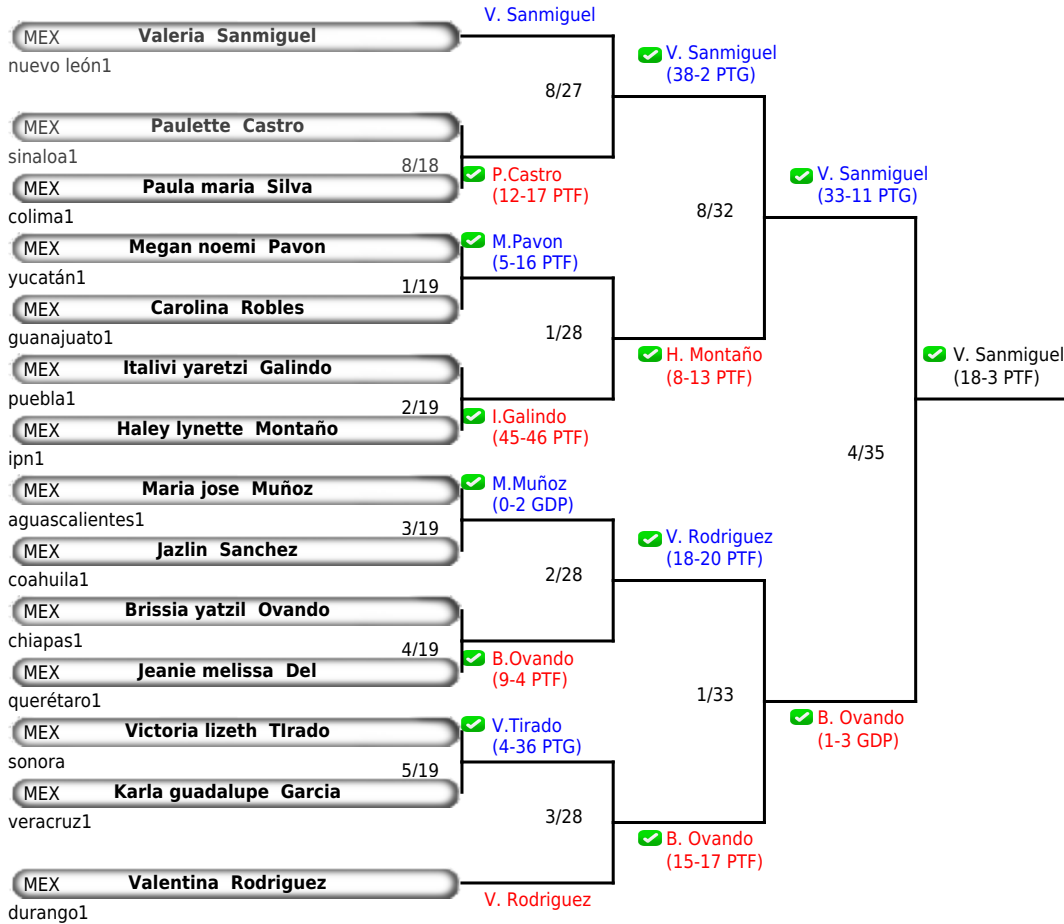 V. Sanmiguel
MEX Valeria Sanmiguel
nuevo león1
V. Sanmiguel
(38-2 PTG)
8/27
MEX Paulette Castro
sinaloa1
8/18
P.Castro
(12-17 PTF)
MEX Paula maria Silva
colima1
V. Sanmiguel
(33-11 PTG)
8/32
MEX Megan noemi Pavon
yucatán1
M.Pavon
(5-16 PTF)
1/19
MEX Carolina Robles
guanajuato1
1/28
H. Montaño
(8-13 PTF)
MEX Italivi yaretzi Galindo
puebla1
2/19
I.Galindo
(45-46 PTF)
MEX Haley lynette Montaño
ipn1
V. Sanmiguel
(18-3 PTF)
4/35
MEX Maria jose Muñoz
aguascalientes1
M.Muñoz
(0-2 GDP)
3/19
MEX Jazlin Sanchez
coahuila1
V. Rodriguez
(18-20 PTF)
2/28
MEX Brissia yatzil Ovando
chiapas1
4/19
B.Ovando
(9-4 PTF)
MEX Jeanie melissa Del
querétaro1
1/33
B. Ovando
(1-3 GDP)
MEX Victoria lizeth TIrado
sonora
V.Tirado
(4-36 PTG)
5/19
MEX Karla guadalupe Garcia
veracruz1
3/28
B. Ovando
(15-17 PTF)
MEX Valentina Rodriguez
durango1
V. Rodriguez